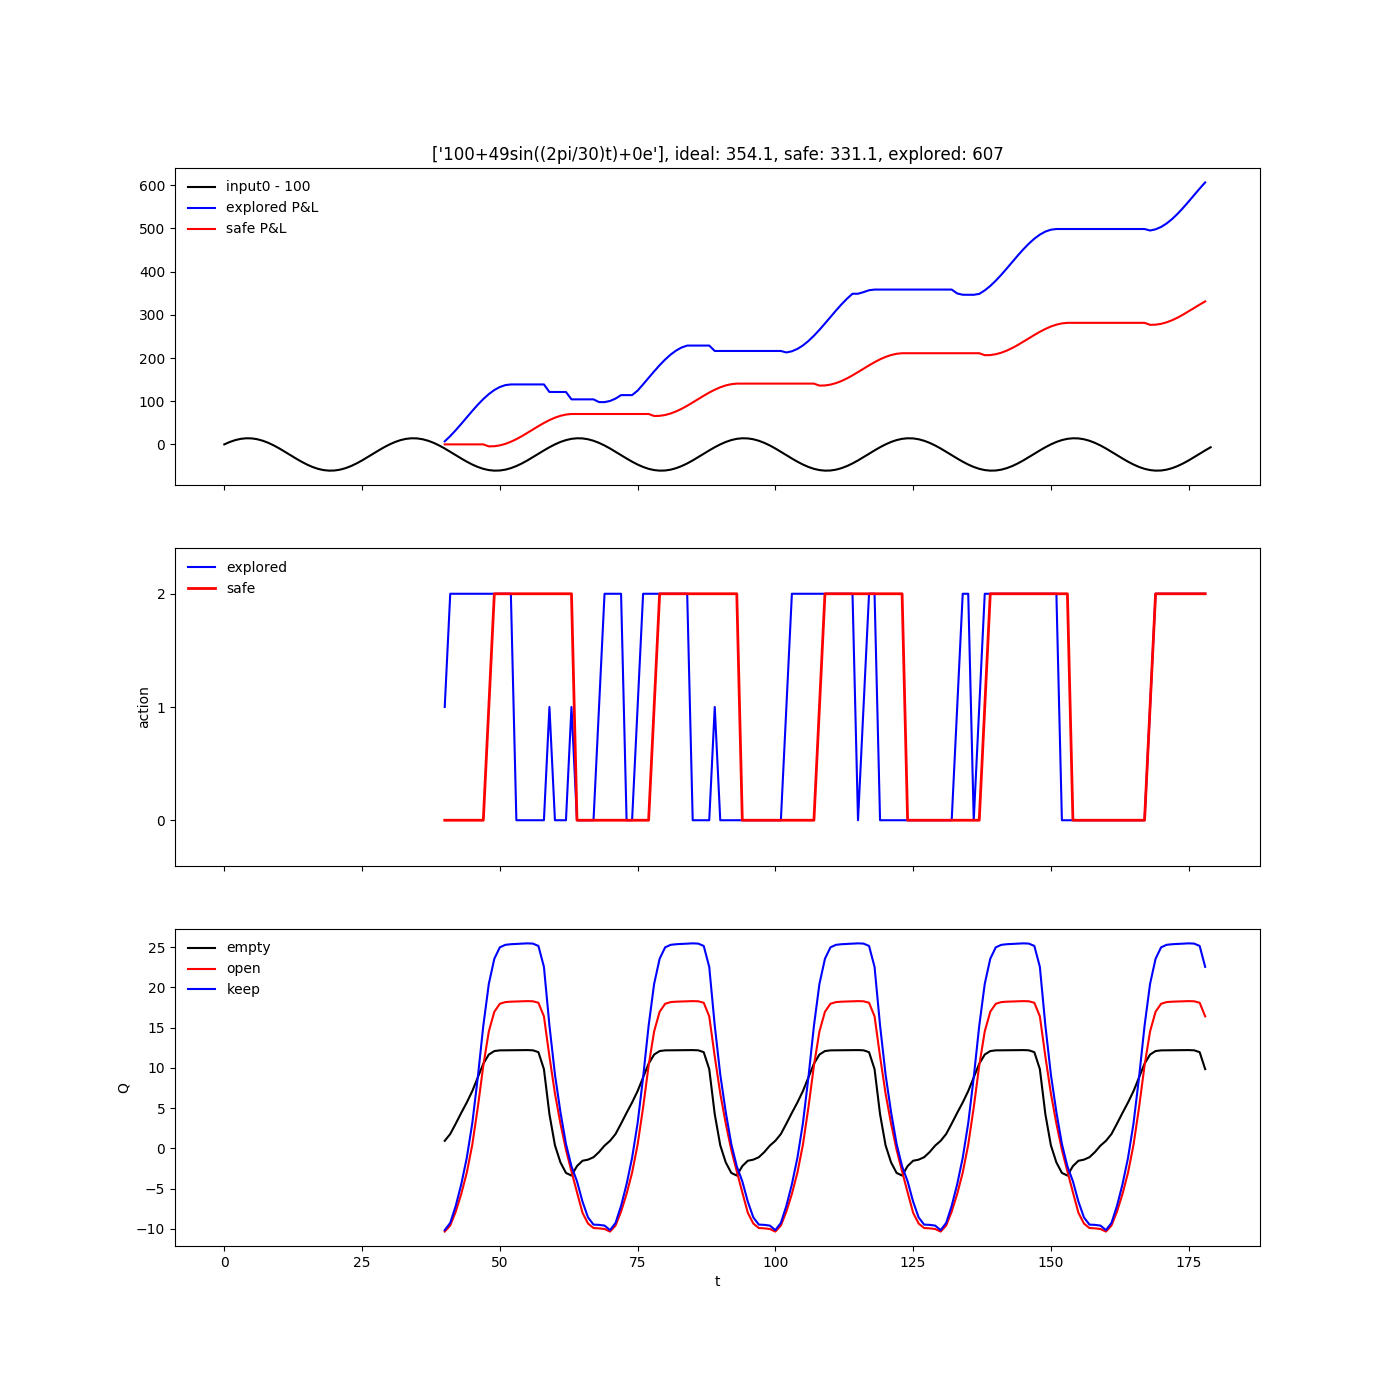 ['100+49sin((2pi/30)t)+0e'], ideal: 354.1, safe: 331.1, explored: 607
600
500
400
300
200
100
0
input0 - 100
explored P&L
safe P&L
action
2
1
0
explored
safe
Q
25
20
15
10
5
0
−5
−10
empty
open
keep
0 25 50 75 100 125 150 175
t